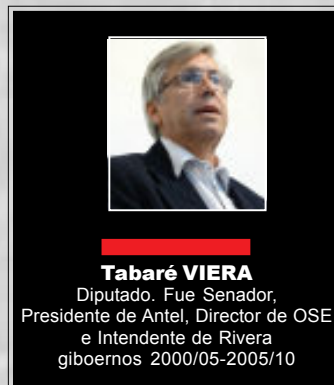 Tabaré VIERA
Diputado. Fue Senador,
Presidente de Antel, Director de OSE
e Intendente de Rivera
giboernos 2000/05-2005/10